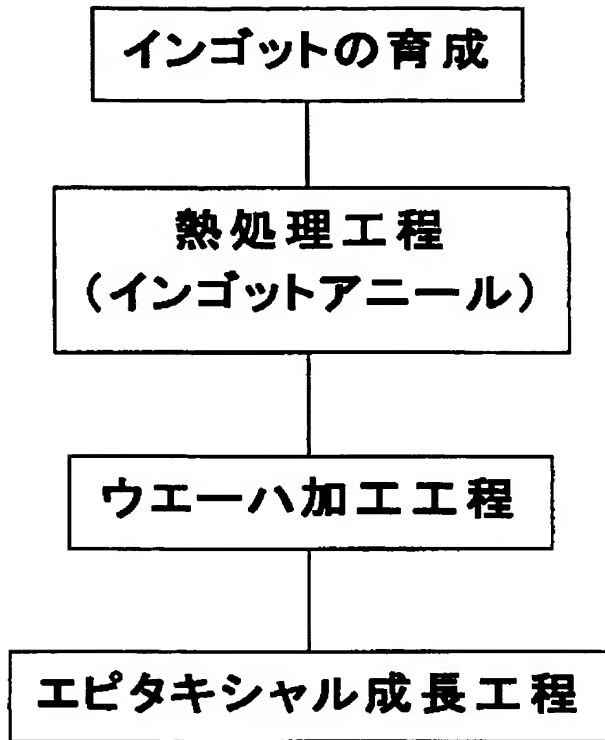 インゴットの育成
熱処理工程
(インゴットアニール)
ウエーハ加工工程
エピタキシャル成長工程